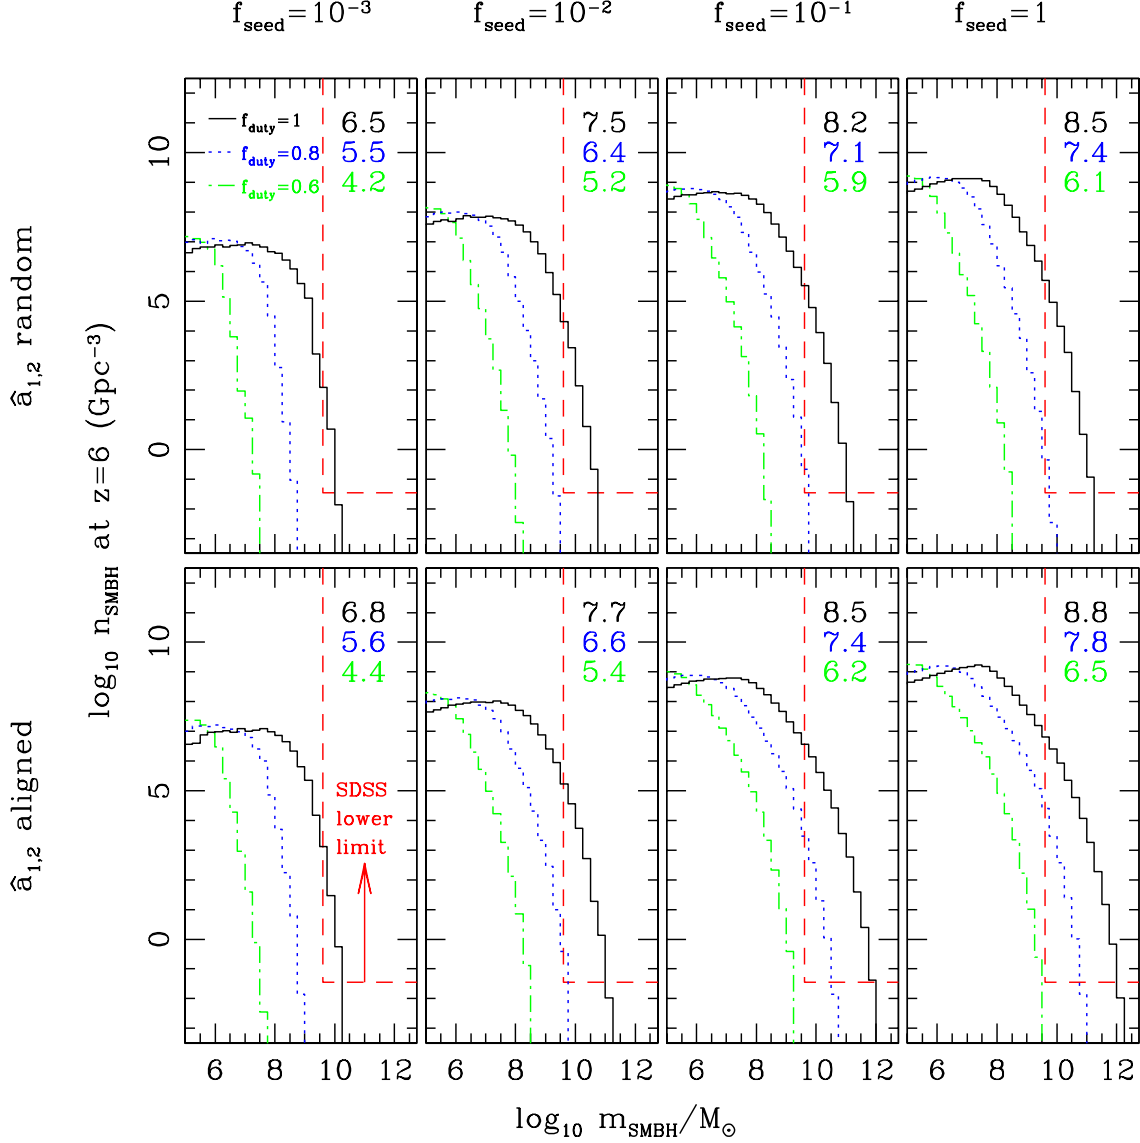 f_seed=10^-3 f_seed=10^-2 f_seed=10^-1 f_seed=1
f_duty=1 6.5
f_duty=0.8 5.5
f_duty=0.6 4.2
7.5
6.4
5.2
8.2
7.1
5.9
8.5
7.4
6.1
10
5
0
â_1,2 random
log_10 n_SMBH at z=6 (Gpc^-3)
6.8
5.6
4.4
SDSS
lower
limit
7.7
6.6
5.4
8.5
7.4
6.2
8.8
7.8
6.5
10
5
0
â_1,2 aligned
6 8 10 12 6 8 10 12 6 8 10 12 6 8 10 12
log_10 m_SMBH/M_⊙